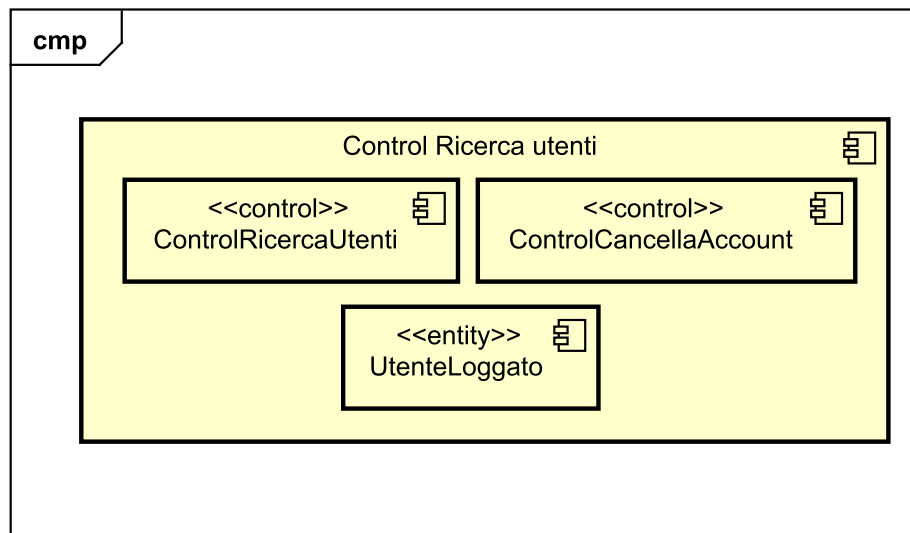 cmp
Control Ricerca utenti
<<control>>
ControlRicercaUtenti
<<control>>
ControlCancellaAccount
<<entity>>
UtenteLoggato